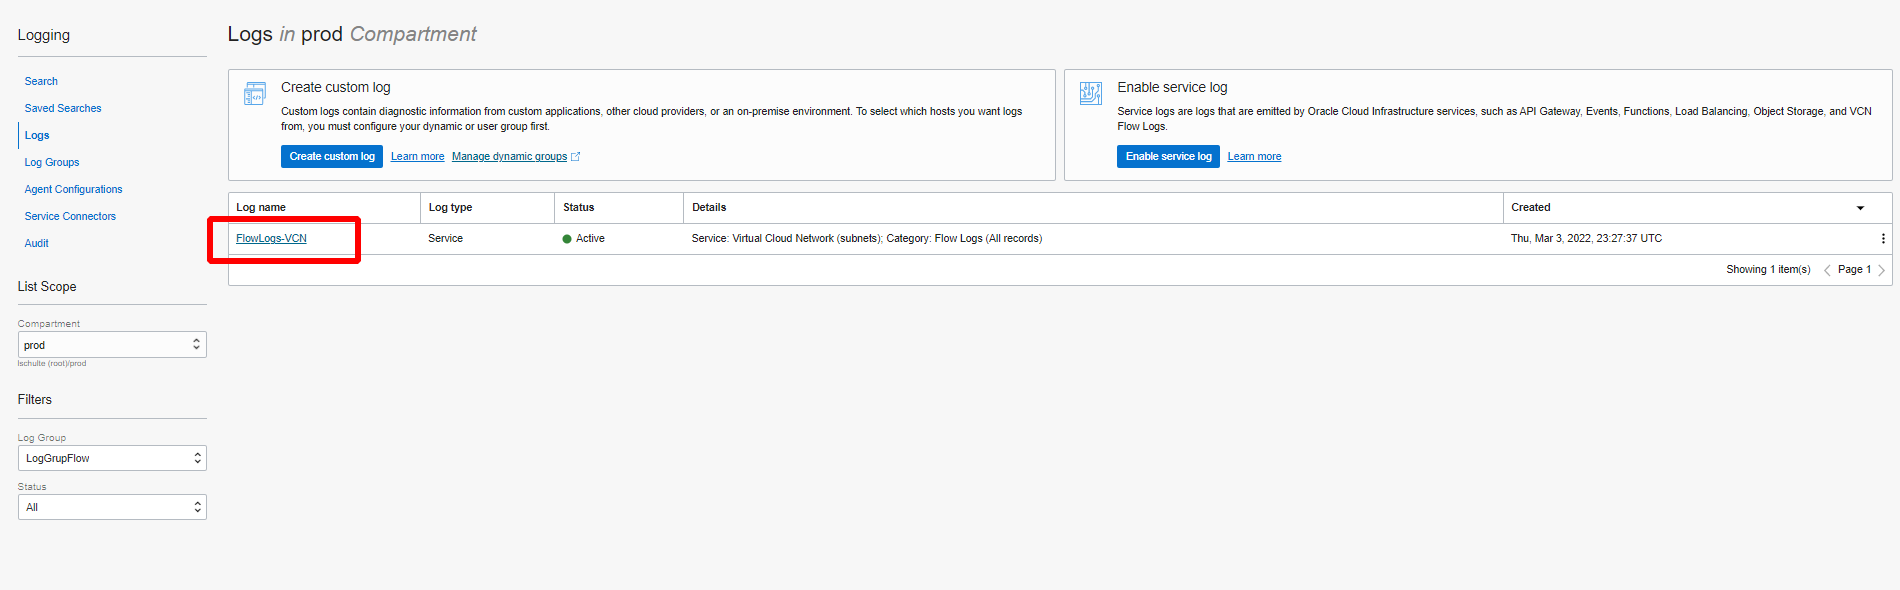 Logging
Search
Saved Searches
Logs
Log Groups
Agent Configurations
Service Connectors
Audit
List Scope
Compartment
prod
lschulte (root)/prod
Filters
Log Group
LogGrupFlow
Status
All
Logs in prod Compartment
Create custom log
Custom logs contain diagnostic information from custom applications, other cloud providers, or an on-premise environment. To select which hosts you want logs
from, you must configure your dynamic or user group first.
Create custom log Learn more Manage dynamic groups
Enable service log
Service logs are logs that are emitted by Oracle Cloud Infrastructure services, such as API Gateway, Events, Functions, Load Balancing, Object Storage, and VCN
Flow Logs.
Enable service log Learn more
Log name Log type Status Details Created
FlowLogs-VCN Service Active Service: Virtual Cloud Network (subnets); Category: Flow Logs (All records) Thu, Mar 3, 2022, 23:27:37 UTC
Showing 1 item(s) Page 1